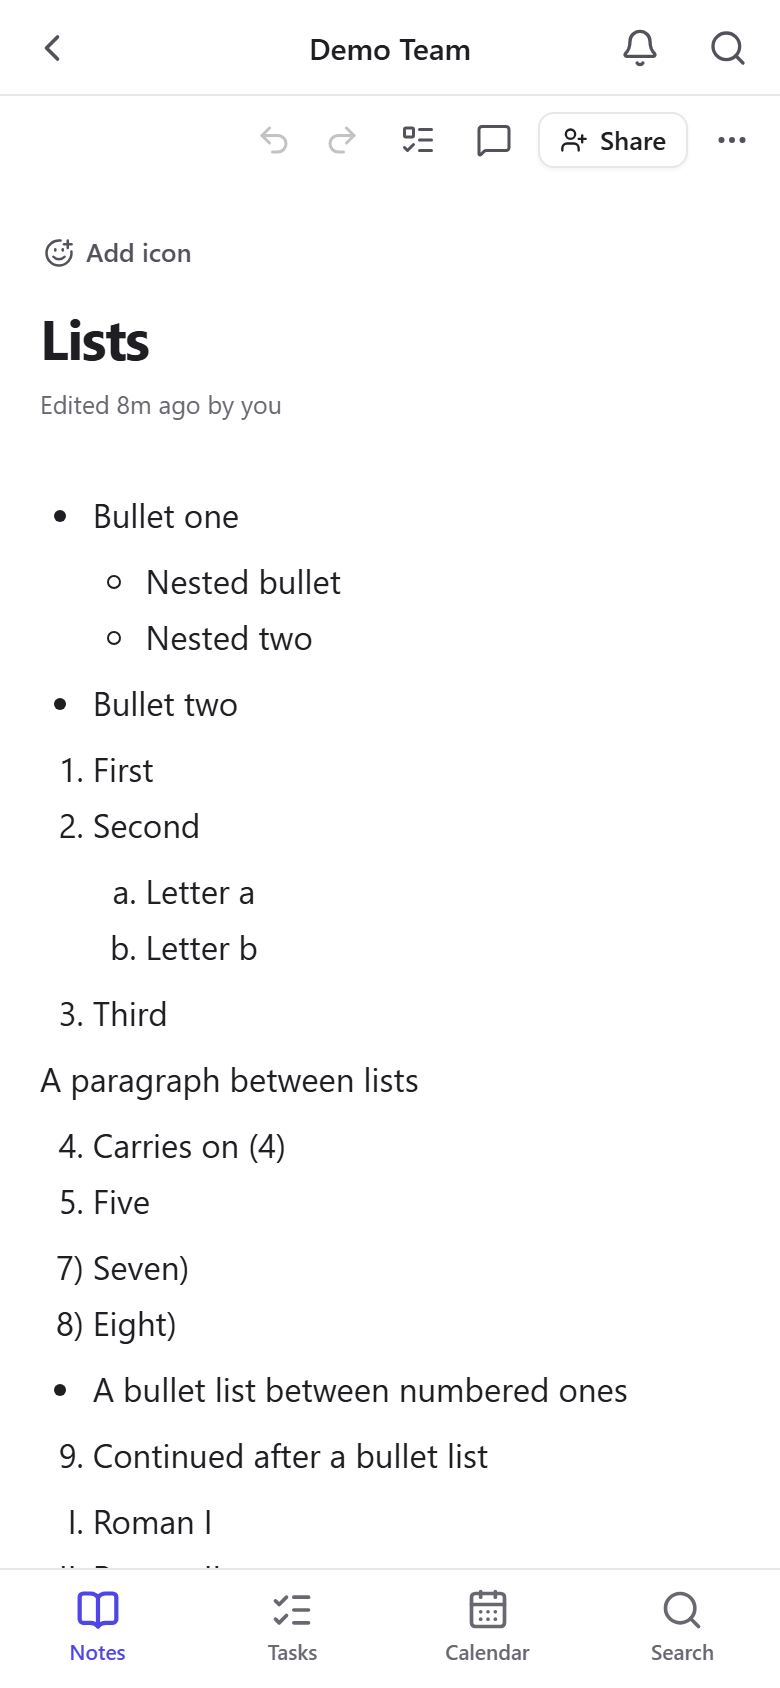 Demo Team
Share
Add icon
Lists
Edited 8m ago by you
• Bullet one
◦ Nested bullet
◦ Nested two
• Bullet two
1. First
2. Second
a. Letter a
b. Letter b
3. Third
A paragraph between lists
4. Carries on (4)
5. Five
7) Seven)
8) Eight)
• A bullet list between numbered ones
9. Continued after a bullet list
I. Roman I
Notes
Tasks
Calendar
Search